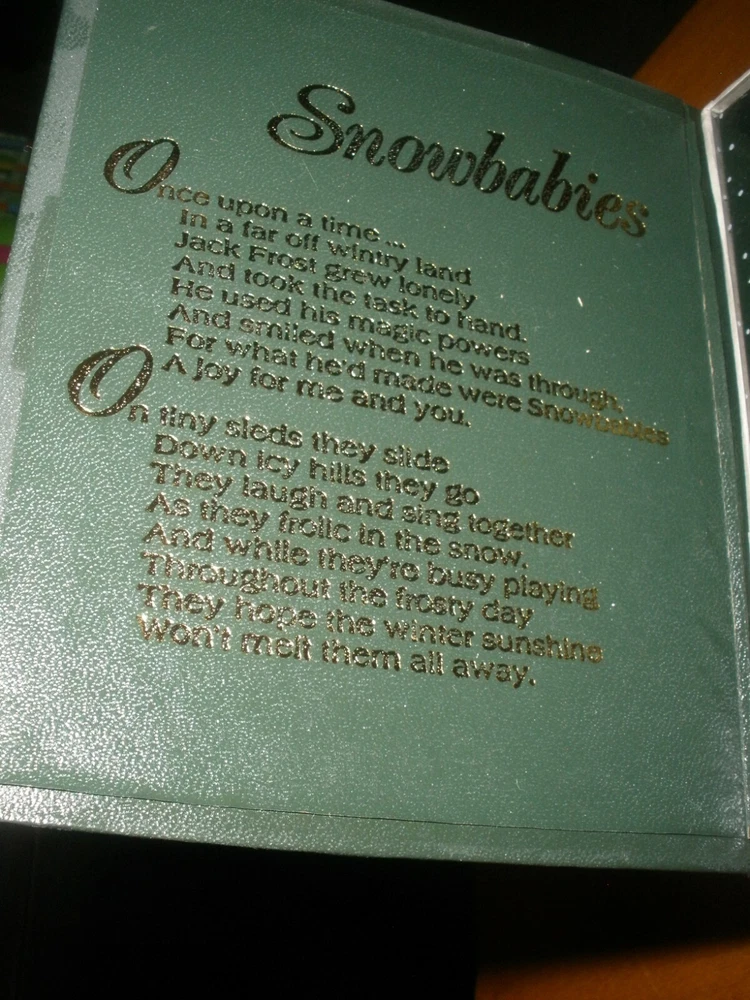 Snowbabies
Once upon a time ...
In a far off wintry land
Jack Frost grew lonely
And took the task to hand.
He used his magic powers
And smiled when he was through,
For what he'd made were Snowbabies
A joy for me and you.
On tiny sleds they slide
Down icy hills they go
They laugh and sing together
As they frolic in the snow.
And while they're busy playing
Throughout the frosty day
They hope the winter sunshine
Won't melt them all away.